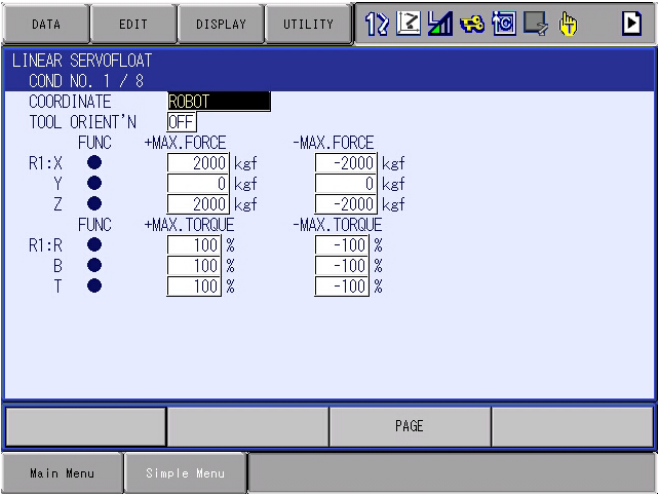 DATA EDIT DISPLAY UTILITY
LINEAR SERVOFLOAT
COND NO. 1 / 8
COORDINATE ROBOT
TOOL ORIENT'N OFF
FUNC +MAX.FORCE -MAX.FORCE
R1:X 2000 kgf -2000 kgf
Y 0 kgf 0 kgf
Z 2000 kgf -2000 kgf
FUNC +MAX.TORQUE -MAX.TORQUE
R1:R 100 % -100 %
B 100 % -100 %
T 100 % -100 %
PAGE
Main Menu Simple Menu